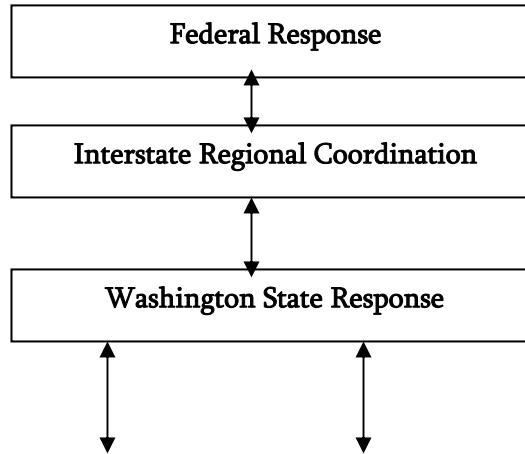 Federal Response
Interstate Regional Coordination
Washington State Response